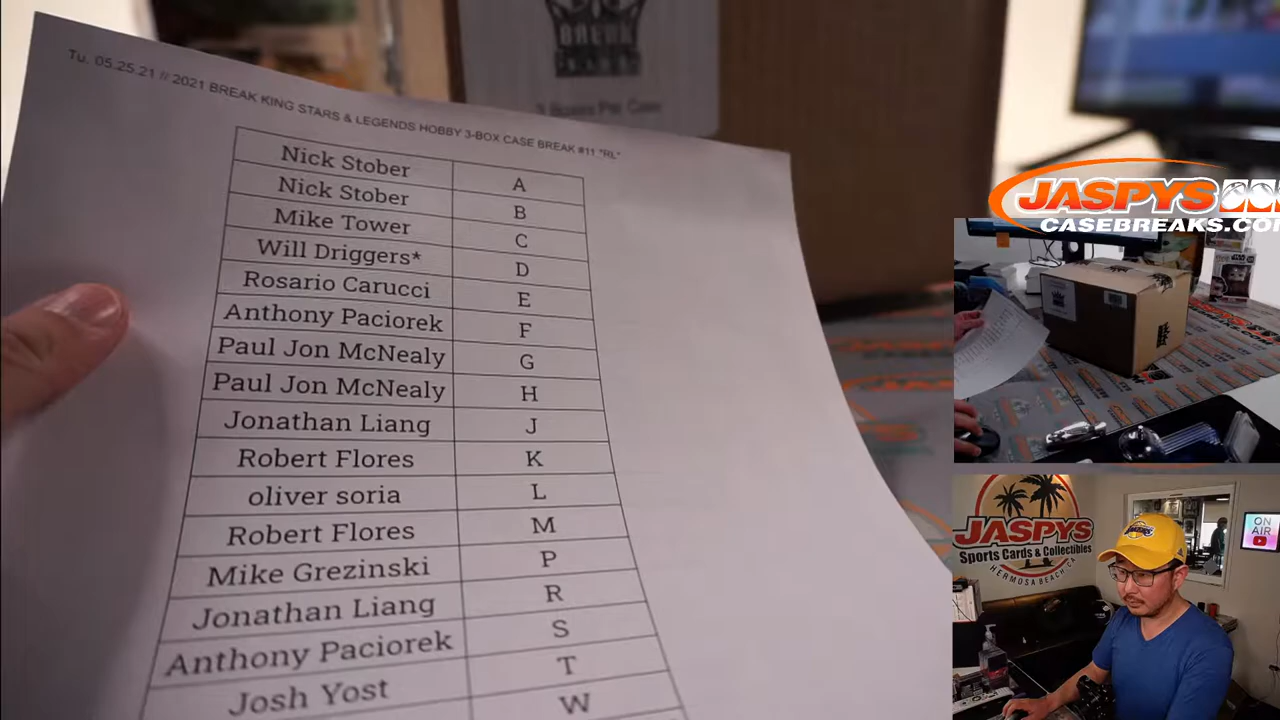 BREAK
3 Boxes Per Case
Tu. 05.25.21 // 2021 BREAK KING STARS & LEGENDS HOBBY 3-BOX CASE BREAK #11 "RL"
Nick Stober A
Nick Stober B
Mike Tower C
Will Driggers* D
Rosario Carucci E
Anthony Paciorek F
Paul Jon McNealy G
Paul Jon McNealy H
Jonathan Liang J
Robert Flores K
oliver soria L
Robert Flores M
Mike Grezinski P
Jonathan Liang R
Anthony Paciorek S
Josh Yost T
W
JASPYS
CASEBREAKS.CO
JASPYS
Sports Cards & Collectibles
HERMOSA BEACH CA
ON
AIR